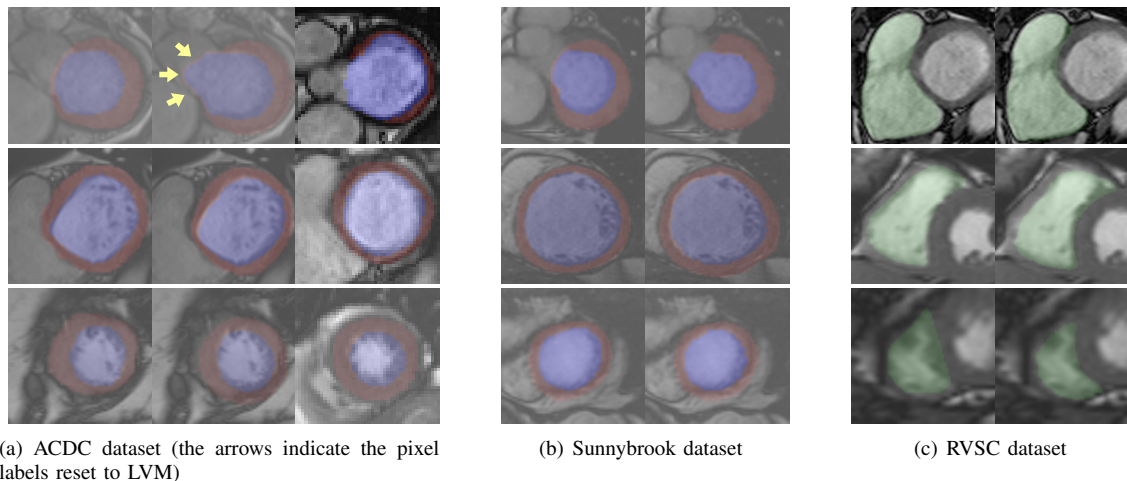 (a) ACDC dataset (the arrows indicate the pixel
labels reset to LVM)
(b) Sunnybrook dataset
(c) RVSC dataset